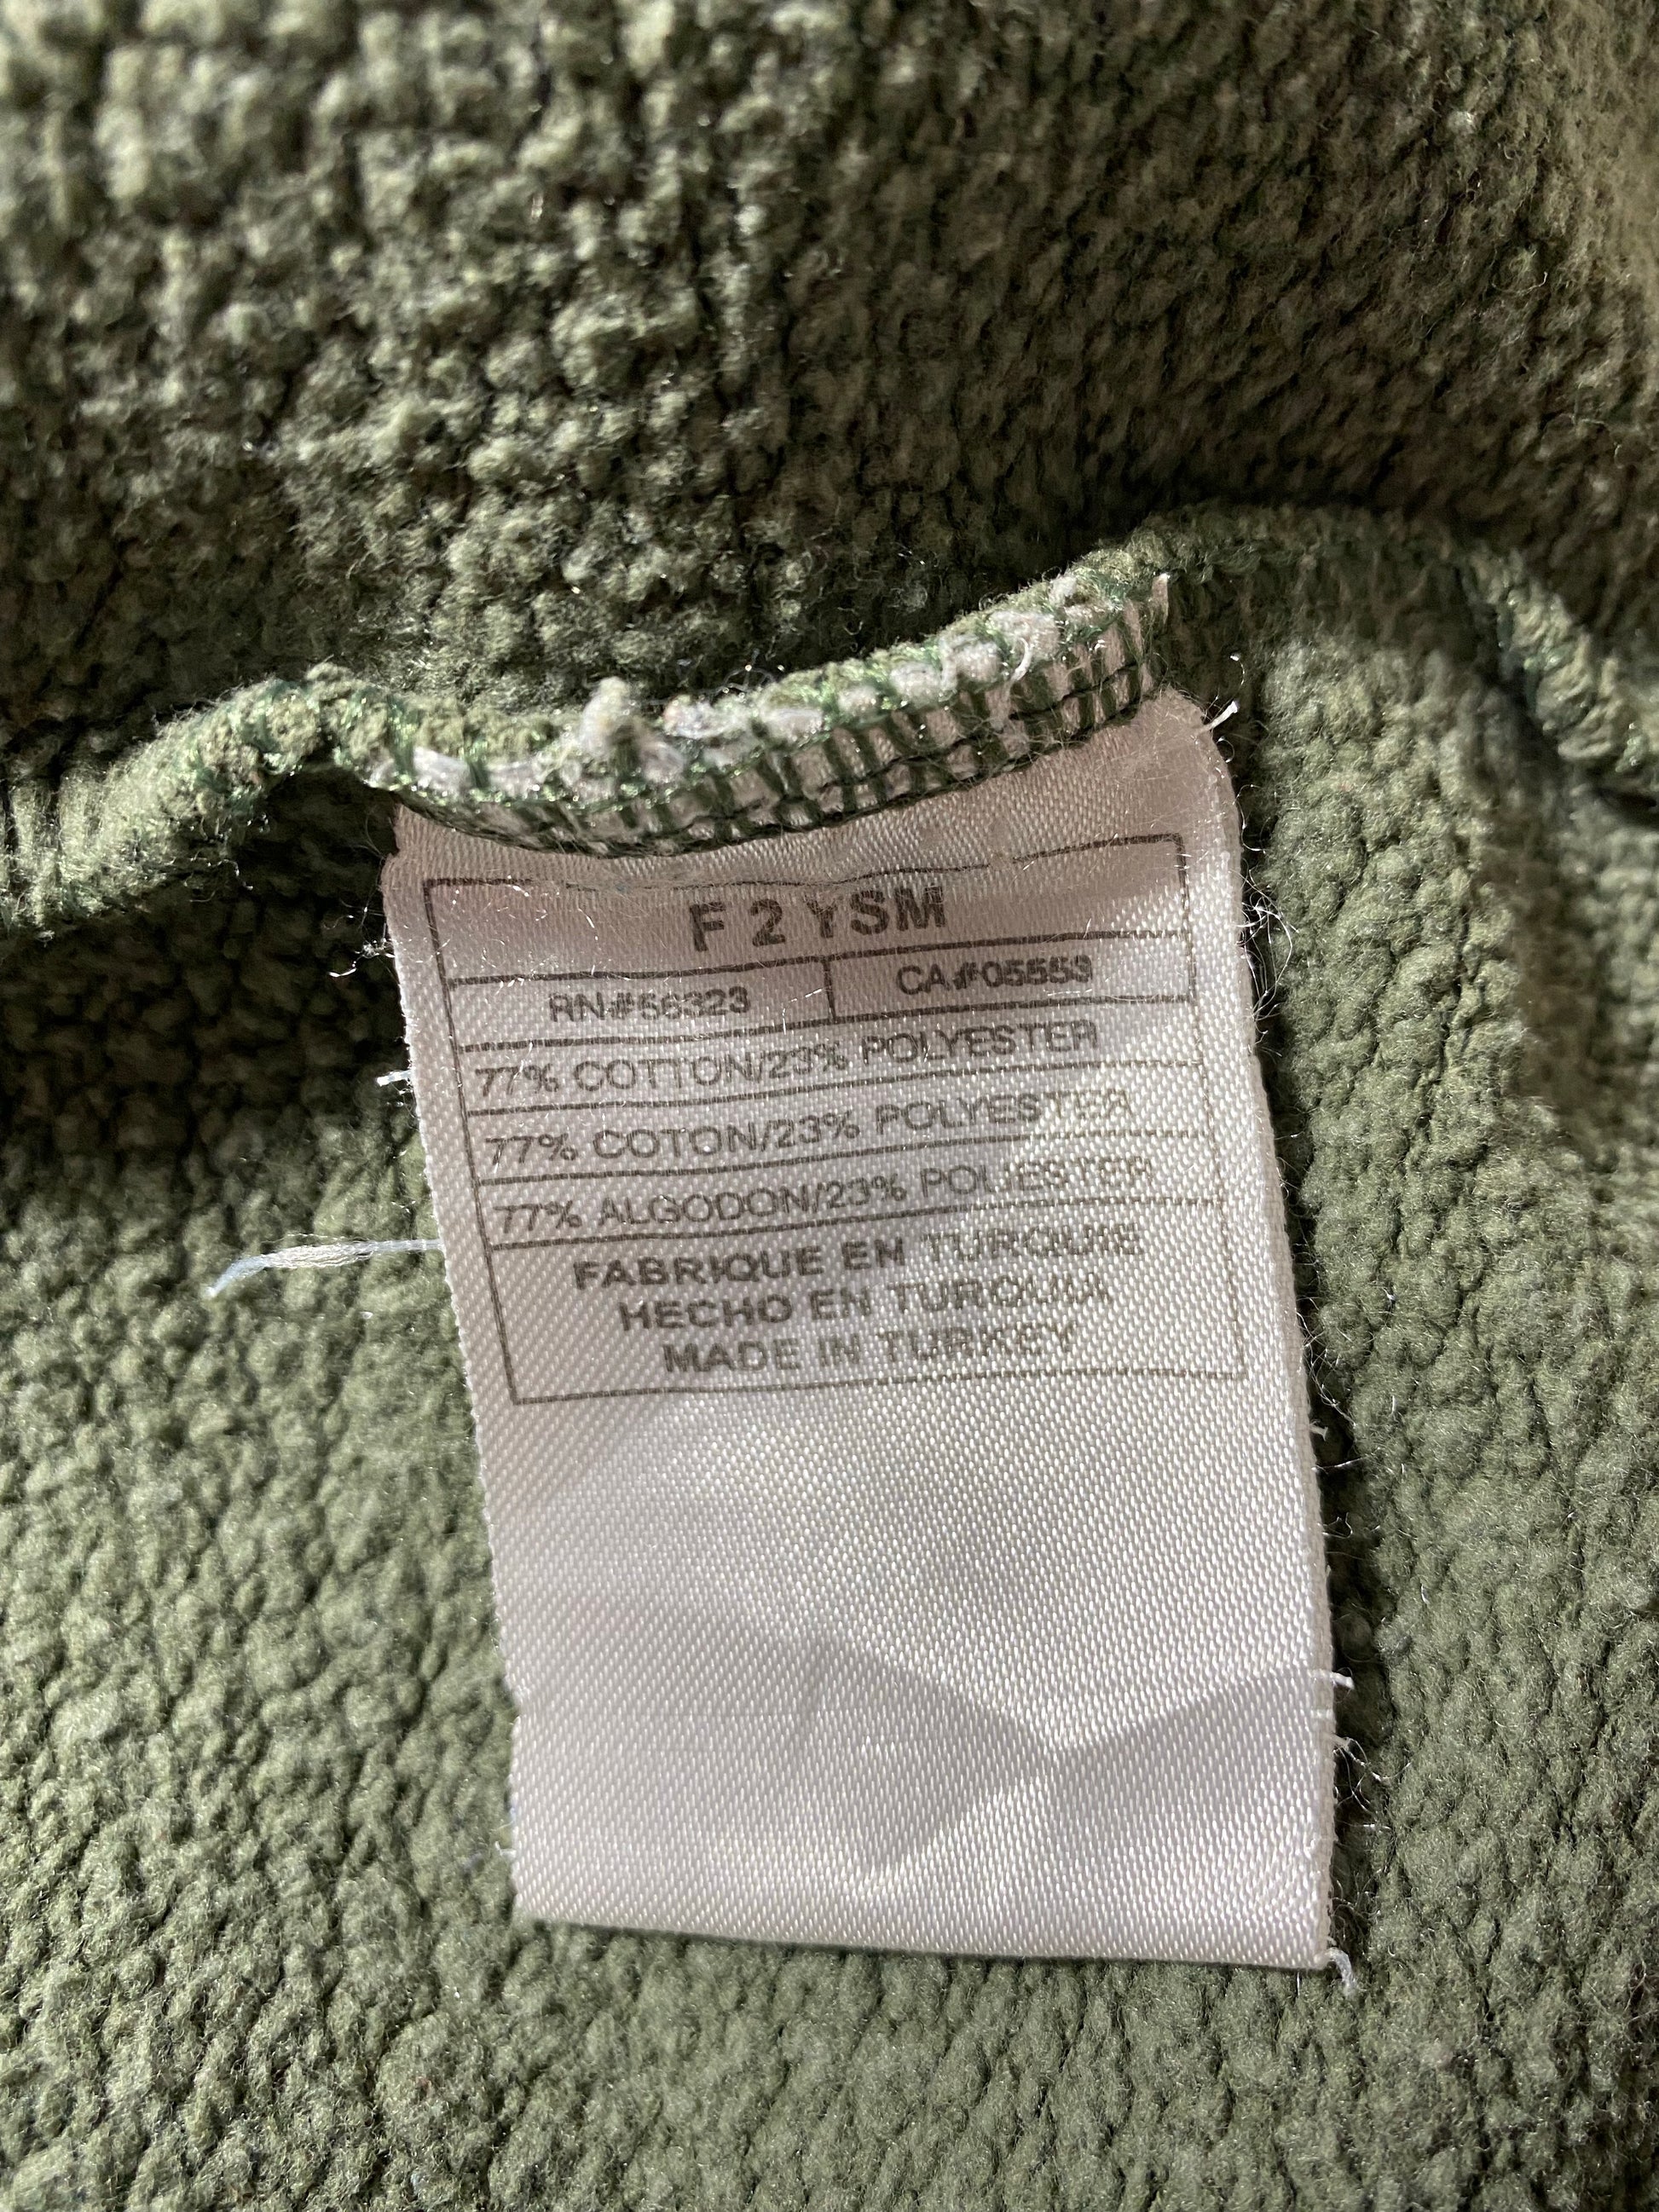 F 2 YSM
RN#56323 CA#05553
77% COTTON/23% POLYESTER
77% COTON/23% POLYESTER
77% ALGODON/23% POLIESTER
FABRIQUE EN TURQUIE
HECHO EN TURQUIA
MADE IN TURKEY